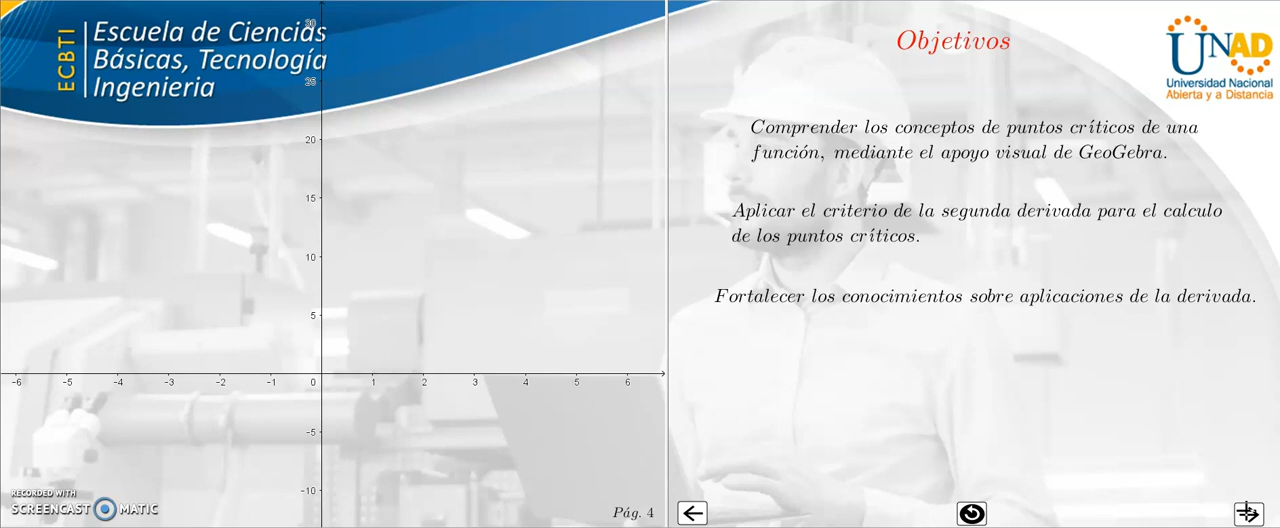 ECBTI
Escuela de Ciencias
Básicas, Tecnología
Ingenieria
30
25
20
15
10
5
-6 -5 -4 -3 -2 -1 0 1 2 3 4 5 6
-5
-10
RECORDED WITH
SCREENCAST MATIC
Pág. 4
Objetivos
UNAD
Universidad Nacional
Abierta y a Distancia
Comprender los conceptos de puntos críticos de una
función, mediante el apoyo visual de GeoGebra.
Aplicar el criterio de la segunda derivada para el calculo
de los puntos críticos.
Fortalecer los conocimientos sobre aplicaciones de la derivada.